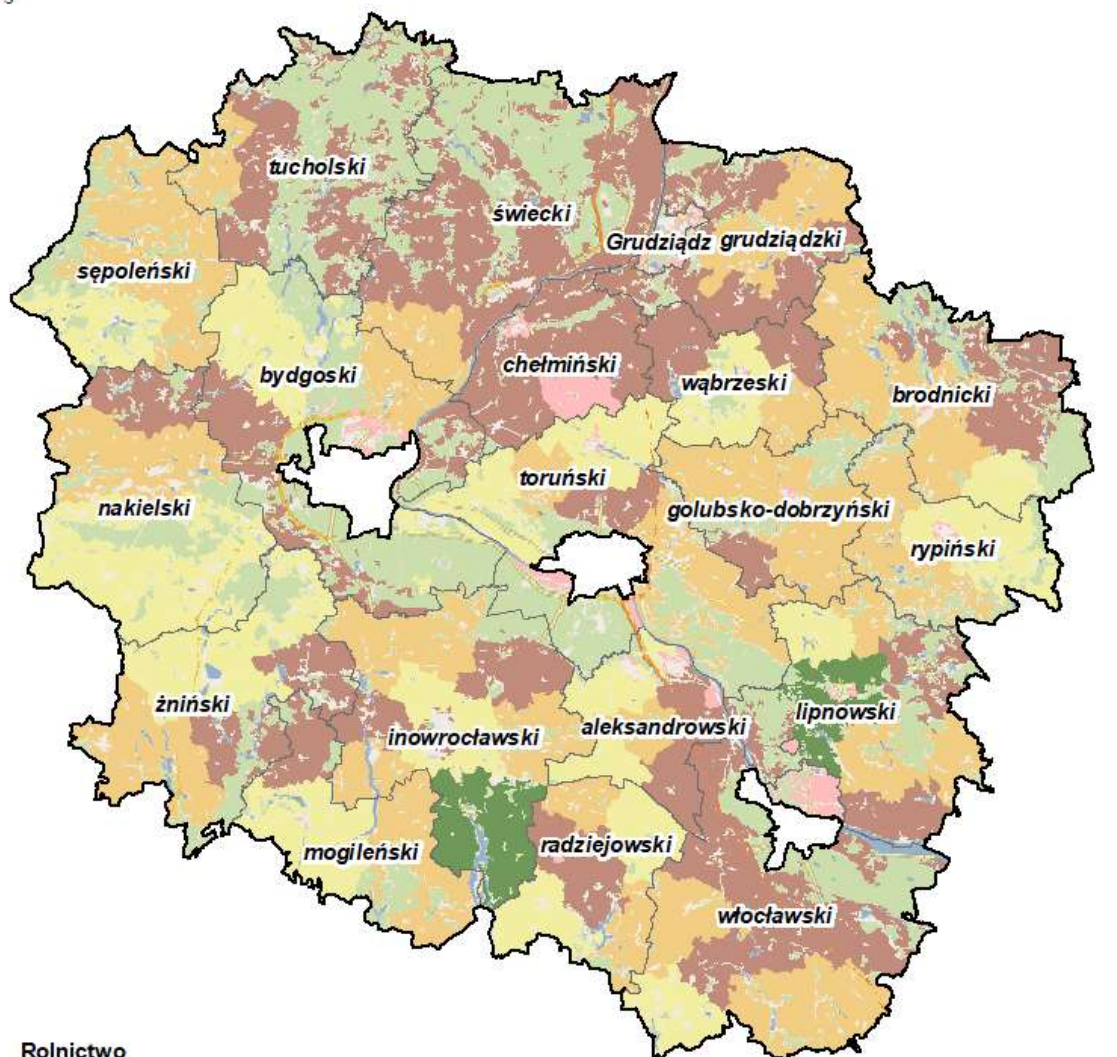 tucholski
świecki
Grudziądz grudziądzki
sępoleński
bydgoski
chełmiński
wąbrzeski
brodnicki
nakielski
toruński
golubsko-dobrzyński
rypiński
żniński
inowrocławski
aleksandrowski
lipnowski
mogileński
radziejowski
włocławski
Rolnictwo